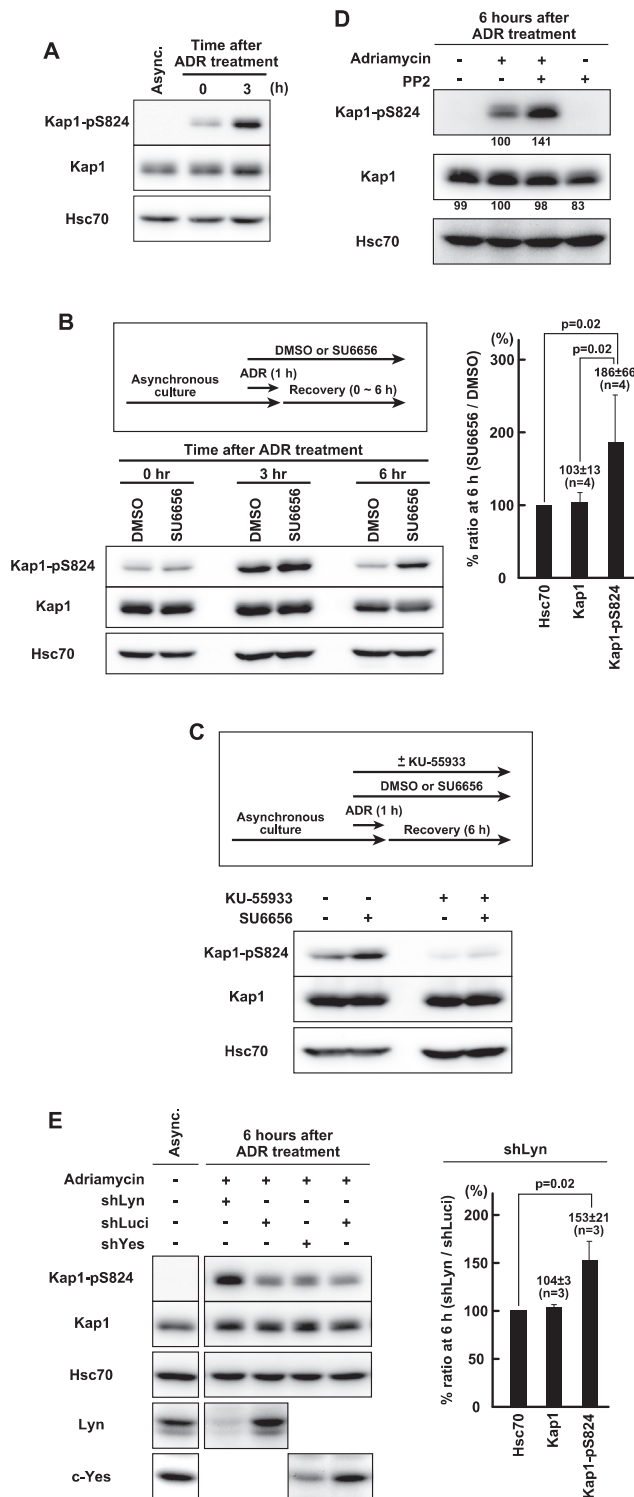 A
Async.
Time after
ADR treatment
0 3 (h)
Kap1-pS824
Kap1
Hsc70
D
6 hours after
ADR treatment
Adriamycin - + + -
PP2 - - + +
Kap1-pS824
100 141
Kap1
99 100 98 83
Hsc70
B
DMSO or SU6656
ADR (1 h)
Asynchronous
culture
Recovery (0 ~ 6 h)
Time after ADR treatment
0 hr 3 hr 6 hr
DMSO SU6656 DMSO SU6656 DMSO SU6656
Kap1-pS824
Kap1
Hsc70
(%)
p=0.02
p=0.02
300
186±66
(n=4)
200
103±13
(n=4)
100
0
% ratio at 6 h (SU6656 / DMSO)
Hsc70
Kap1
Kap1-pS824
C
± KU-55933
DMSO or SU6656
ADR (1 h)
Asynchronous
culture
Recovery (6 h)
KU-55933 - - + +
SU6656 - + - +
Kap1-pS824
Kap1
Hsc70
E
Async.
6 hours after
ADR treatment
Adriamycin - + + + +
shLyn - + - - -
shLuci - - + - +
shYes - - - + -
Kap1-pS824
Kap1
Hsc70
Lyn
c-Yes
shLyn
(%)
p=0.02
200
153±21
(n=3)
150
104±3
(n=3)
100
50
0
% ratio at 6 h (shLyn / shLuci)
Hsc70
Kap1
Kap1-pS824